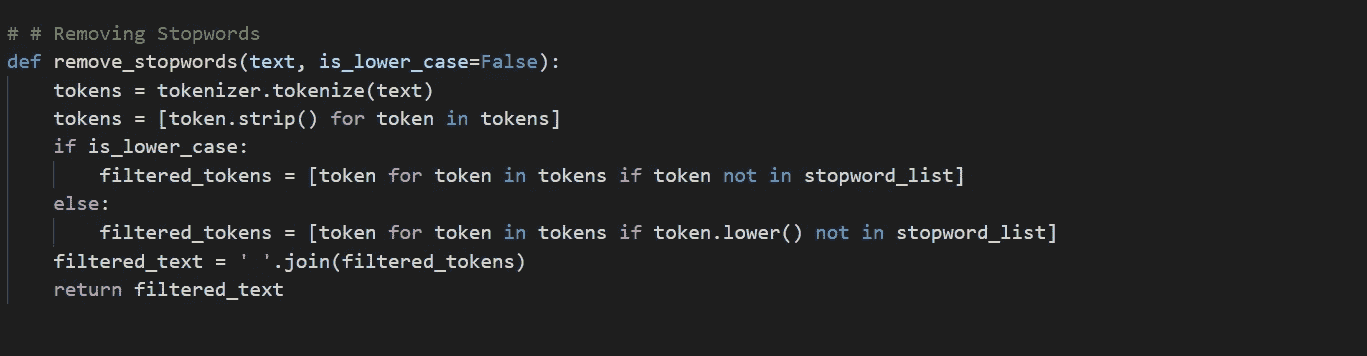 # # Removing Stopwords
def remove_stopwords(text, is_lower_case=False):
    tokens = tokenizer.tokenize(text)
    tokens = [token.strip() for token in tokens]
    if is_lower_case:
        filtered_tokens = [token for token in tokens if token not in stopword_list]
    else:
        filtered_tokens = [token for token in tokens if token.lower() not in stopword_list]
    filtered_text = ' '.join(filtered_tokens)
    return filtered_text